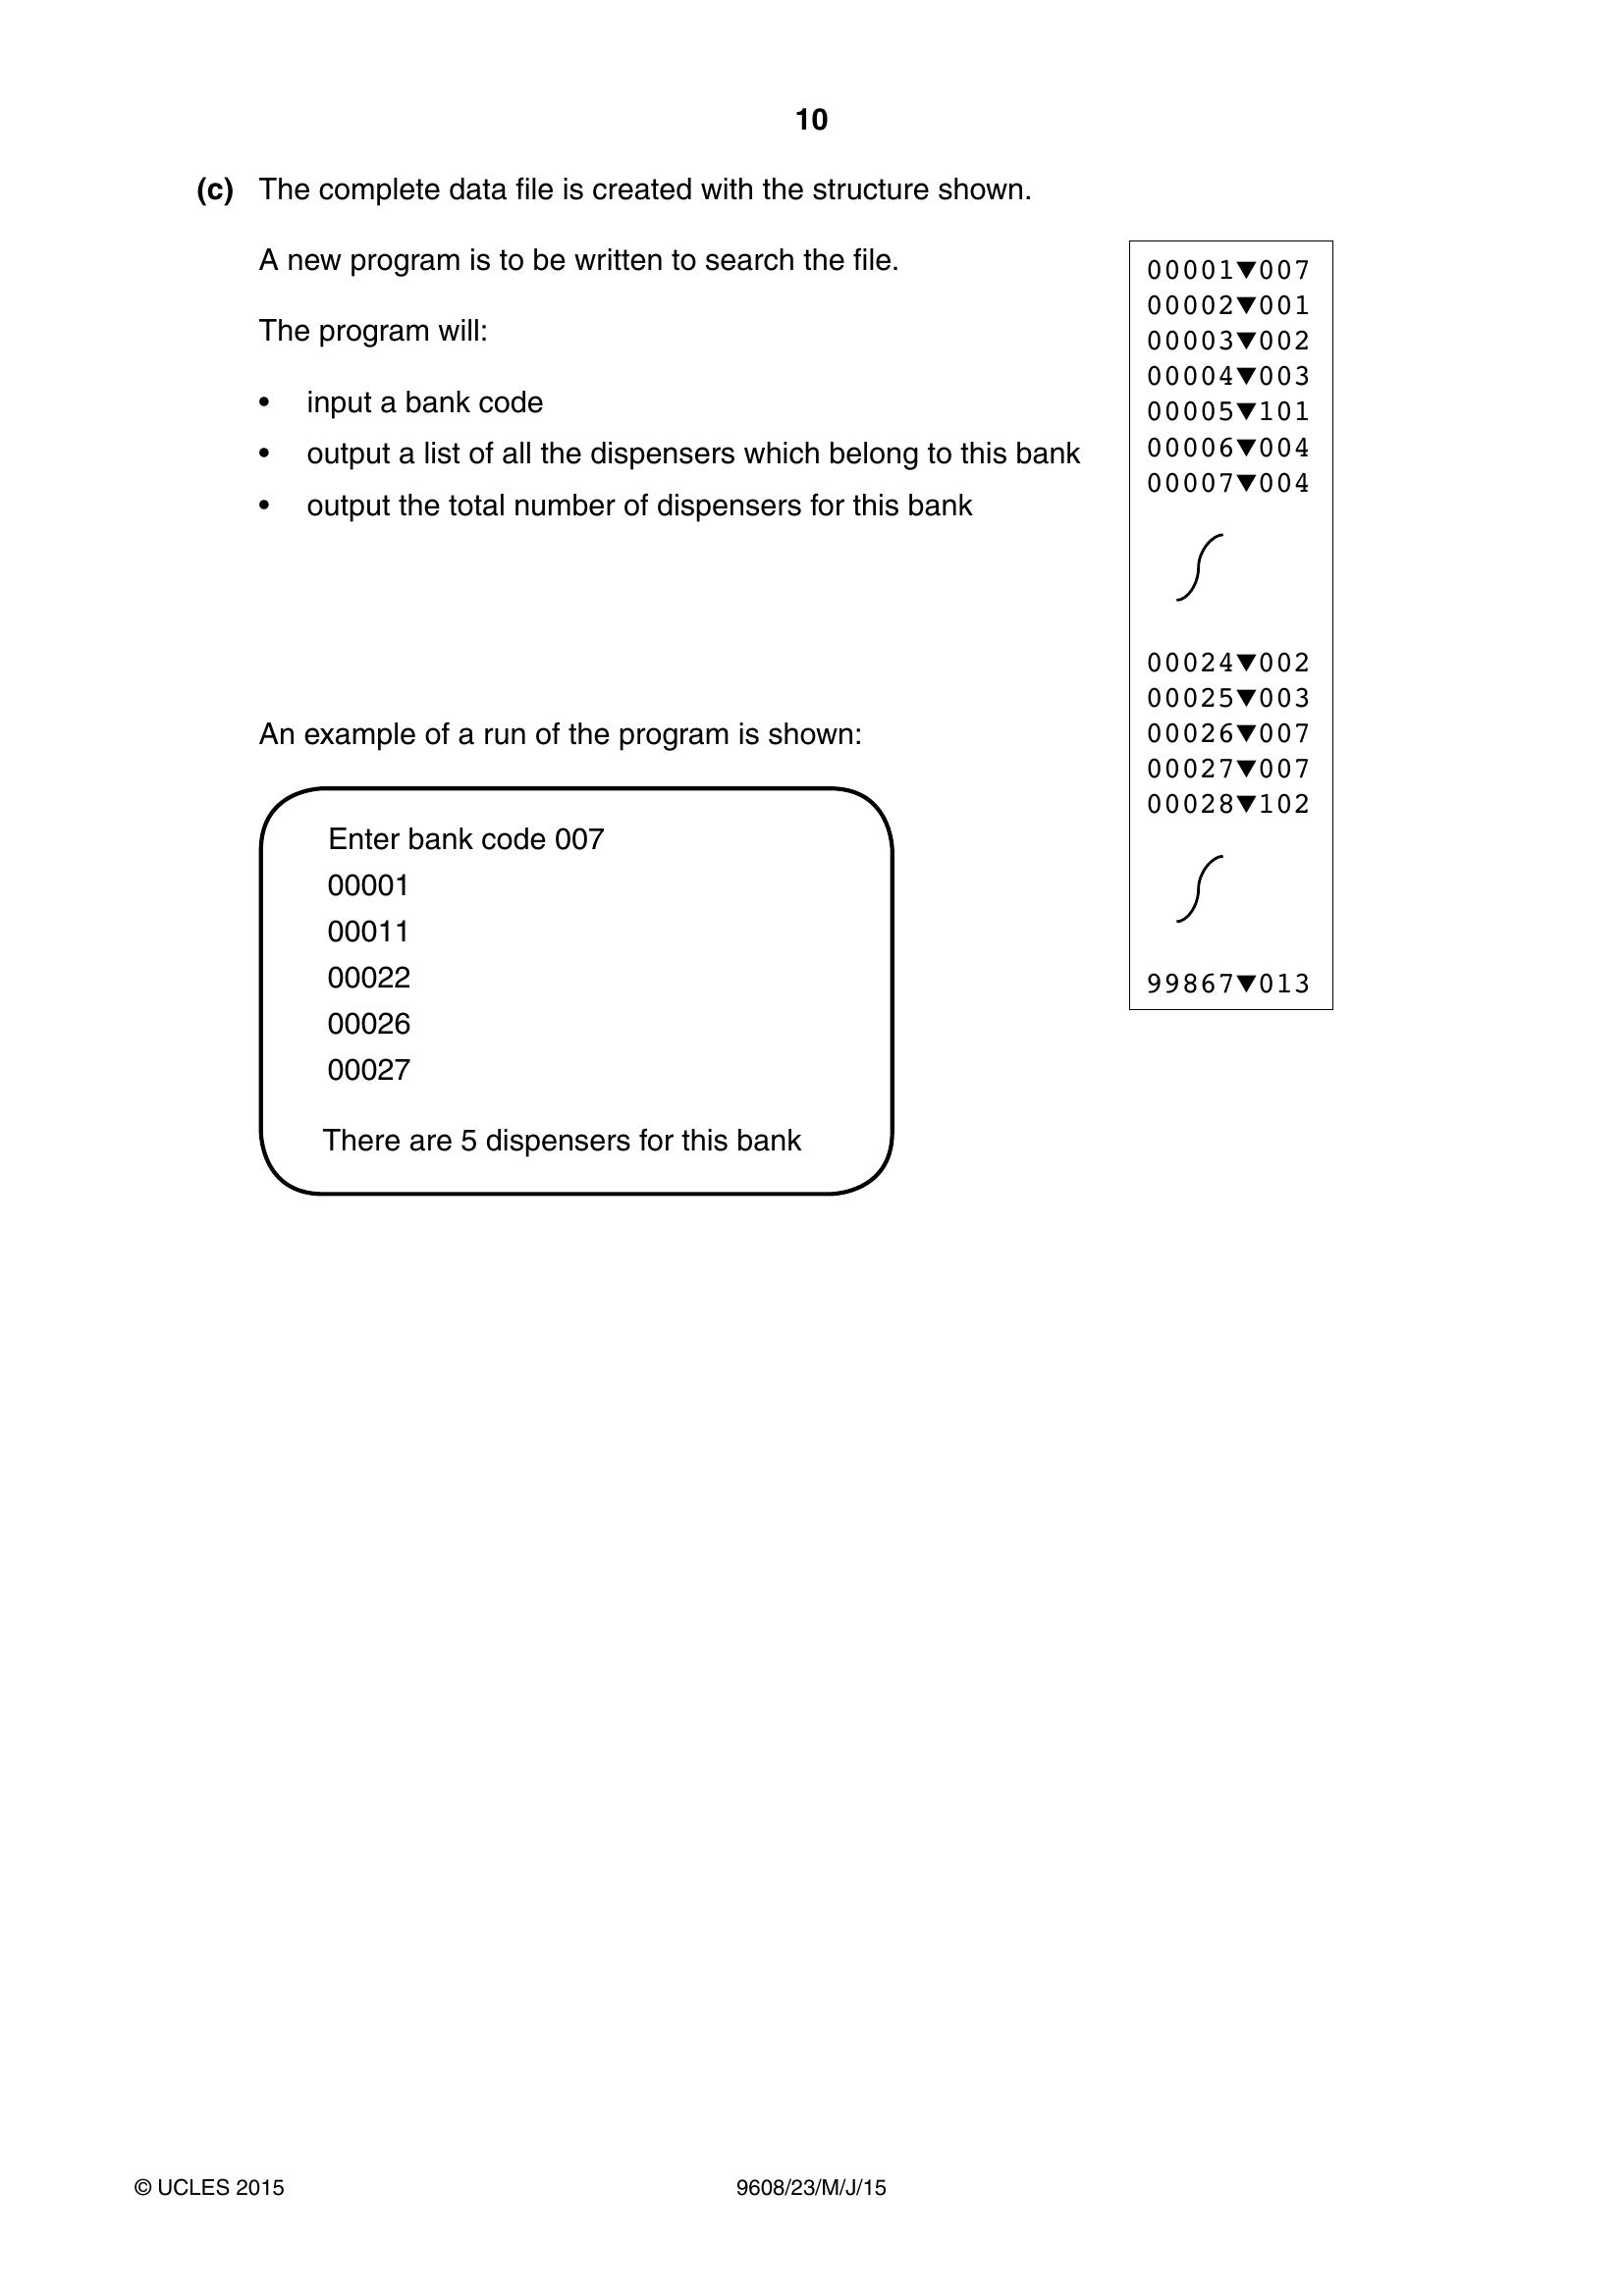 10
(c) The complete data file is created with the structure shown.
A new program is to be written to search the file.
The program will:
• input a bank code
• output a list of all the dispensers which belong to this bank
• output the total number of dispensers for this bank
00001▼007
00002▼001
00003▼002
00004▼003
00005▼101
00006▼004
00007▼004
00024▼002
00025▼003
00026▼007
00027▼007
00028▼102
99867▼013
An example of a run of the program is shown:
Enter bank code 007
00001
00011
00022
00026
00027
There are 5 dispensers for this bank
© UCLES 2015 9608/23/M/J/15